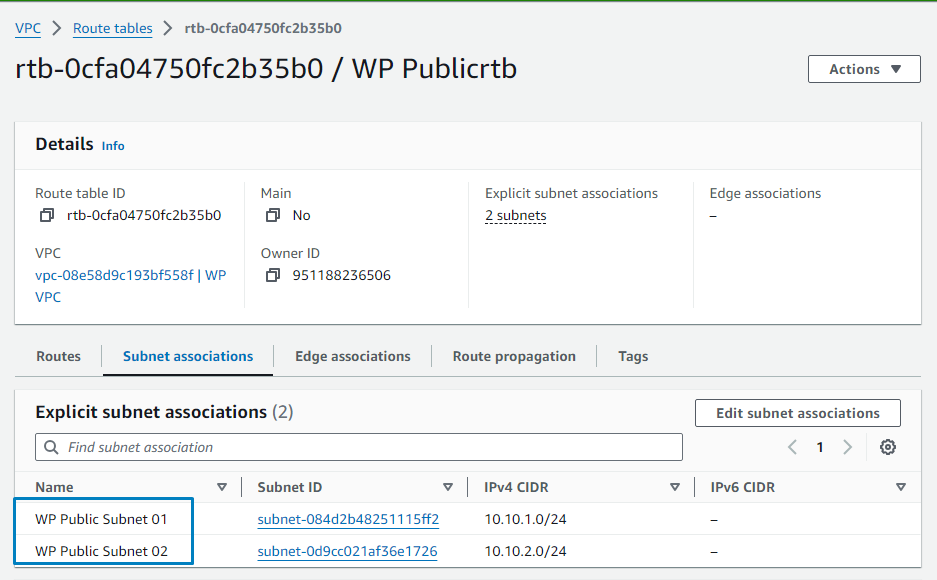 VPC > Route tables > rtb-0cfa04750fc2b35b0
rtb-0cfa04750fc2b35b0 / WP Publicrtb
Actions
Details Info
Route table ID
rtb-0cfa04750fc2b35b0
Main
No
Explicit subnet associations
2 subnets
Edge associations
–
VPC
vpc-08e58d9c193bf558f | WP
VPC
Owner ID
951188236506
Routes Subnet associations Edge associations Route propagation Tags
Explicit subnet associations (2)
Edit subnet associations
Find subnet association
1
Name Subnet ID IPv4 CIDR IPv6 CIDR
WP Public Subnet 01 subnet-084d2b48251115ff2 10.10.1.0/24 –
WP Public Subnet 02 subnet-0d9cc021af36e1726 10.10.2.0/24 –